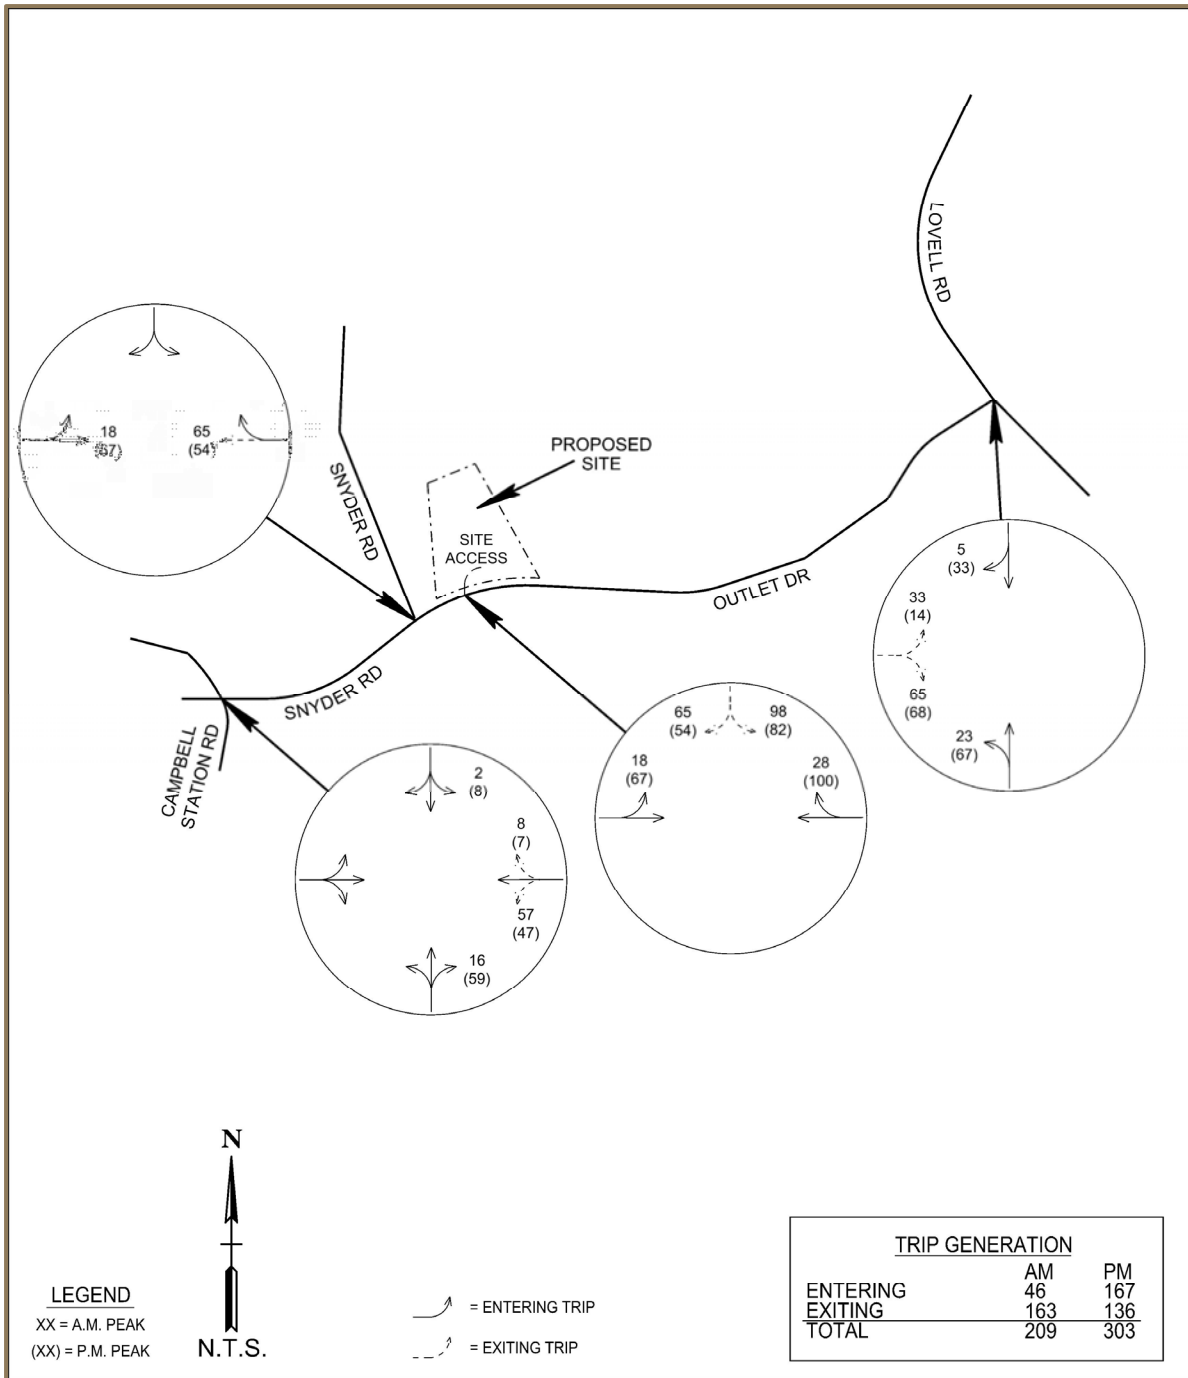 LOVELL RD
18
(67)
65
(54)
SNYDER RD
PROPOSED
SITE
SITE
ACCESS
OUTLET DR
5
(33)
33
(14)
65
(68)
23
(67)
SNYDER RD
CAMPBELL
STATION RD
65
(54)
98
(82)
18
(67)
28
(100)
2
(8)
8
(7)
57
(47)
16
(59)
N
N.T.S.
LEGEND
XX = A.M. PEAK
(XX) = P.M. PEAK
= ENTERING TRIP
= EXITING TRIP
TRIP GENERATION
AM PM
ENTERING 46 167
EXITING 163 136
TOTAL 209 303